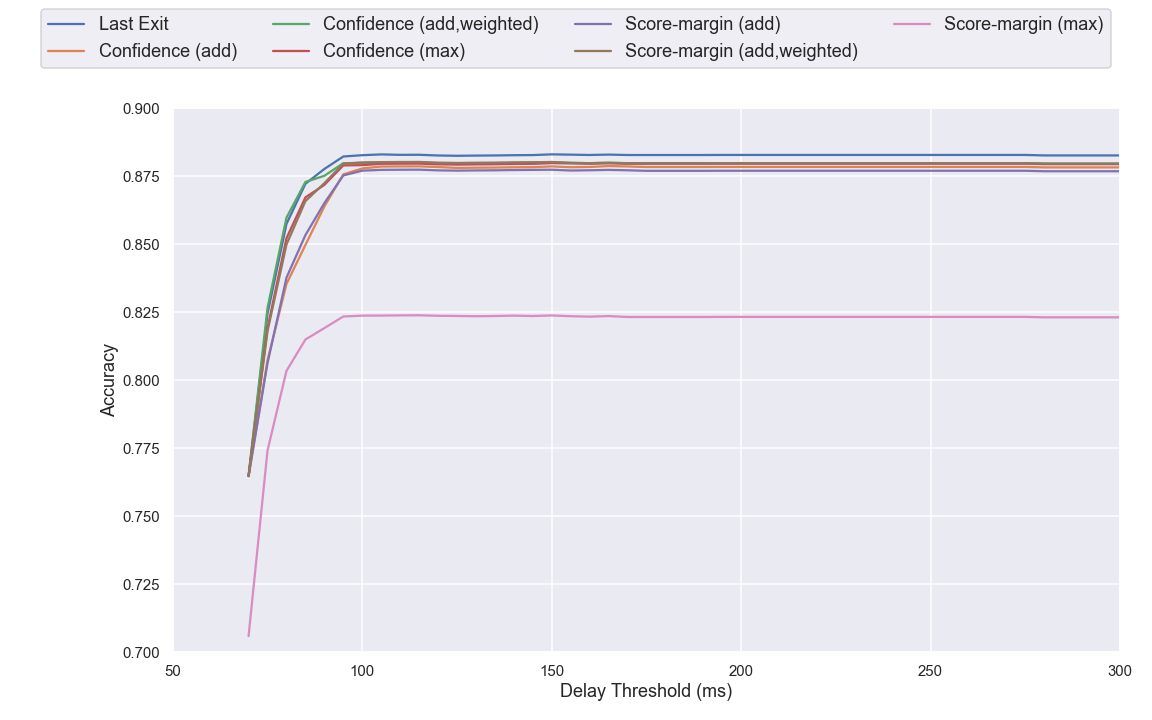 Last Exit
Confidence (add)
Confidence (add,weighted)
Confidence (max)
Score-margin (add)
Score-margin (add,weighted)
Score-margin (max)
0.900
0.875
0.850
0.825
0.800
0.775
0.750
0.725
0.700
Accuracy
50 100 150 200 250 300
Delay Threshold (ms)